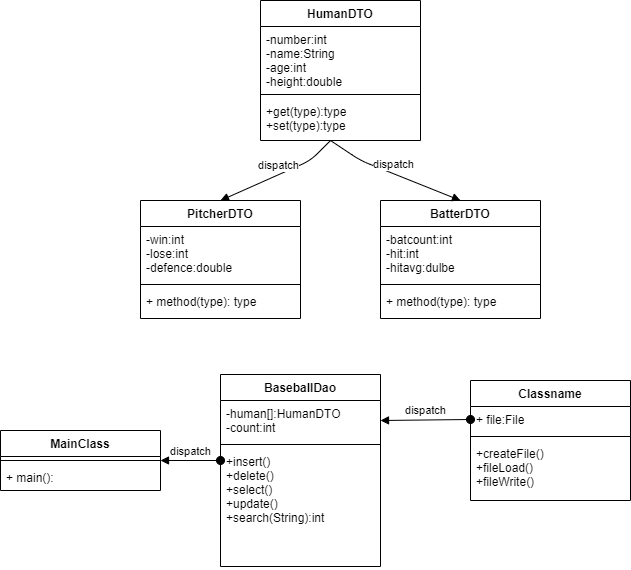 HumanDTO
-number:int
-name:String
-age:int
-height:double
+get(type):type
+set(type):type
dispatch
dispatch
PitcherDTO
-win:int
-lose:int
-defence:double
+ method(type): type
BatterDTO
-batcount:int
-hit:int
-hitavg:dulbe
+ method(type): type
BaseballDao
-human[]:HumanDTO
-count:int
+insert()
+delete()
+select()
+update()
+search(String):int
dispatch
Classname
+ file:File
+createFile()
+fileLoad()
+fileWrite()
dispatch
MainClass
+ main():